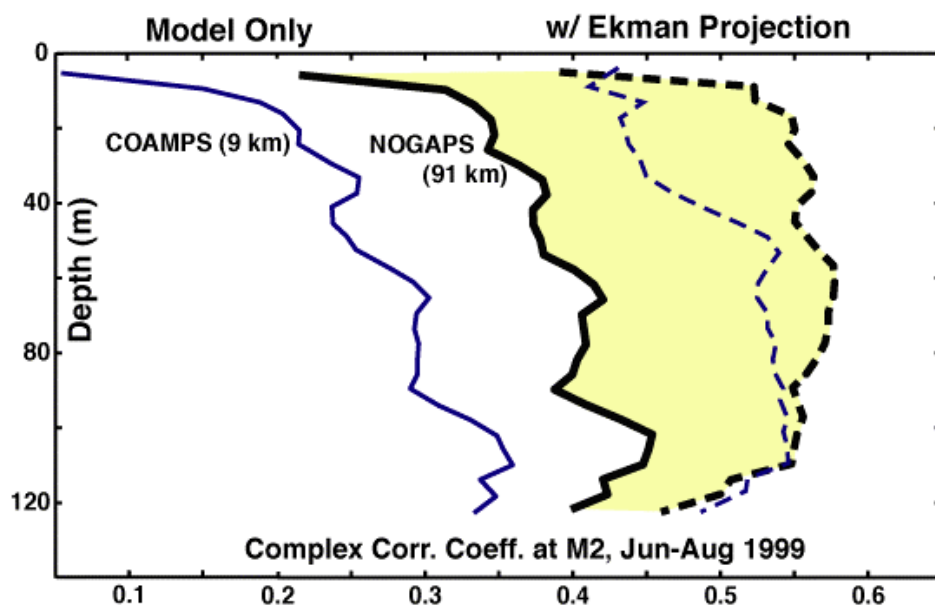 Model Only
w/ Ekman Projection
0
40
80
120
Depth (m)
COAMPS (9 km)
NOGAPS
(91 km)
Complex Corr. Coeff. at M2, Jun-Aug 1999
0.1
0.2
0.3
0.4
0.5
0.6